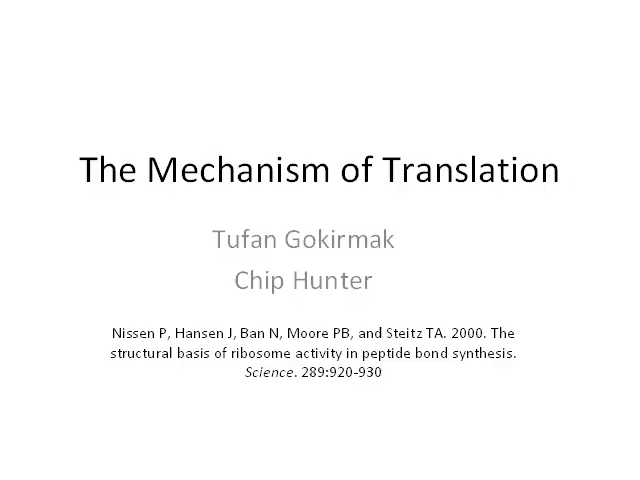 The Mechanism of Translation
Tufan Gokirmak
Chip Hunter
Nissen P, Hansen J, Ban N, Moore PB, and Steitz TA. 2000. The
structural basis of ribosome activity in peptide bond synthesis.
Science. 289:920-930